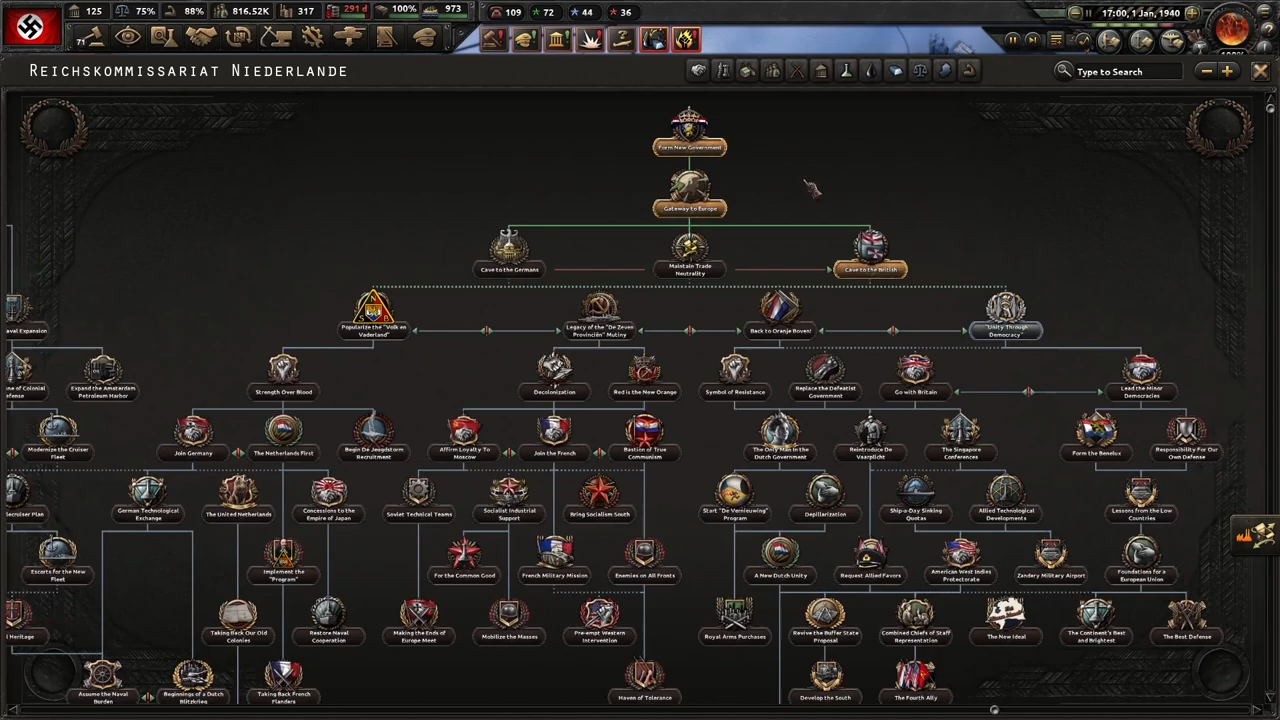 125 75% 88% 816.52K 317 291 d 100% 973 109 72 44 36 17:00, 1 Jan, 1940
71
REICHSKOMMISSARIAT NIEDERLANDE
Type to Search
Form New Government
Gateway to Europe
Cave to the Germans
Maintain Trade
Neutrality
Cave to the British
Popularize the "Volk en
Vaderland"
Legacy of the "De Zeven
Provinciën" Mutiny
Back to Oranje Boven!
"Unity Through
Democracy"
Expand the Amsterdam
Petroleum Harbor
Strength Over Blood
Decolonization
Red is the New Orange
Symbol of Resistance
Replace the Defeatist
Government
Go with Britain
Lead the Minor
Democracies
Modernize the Cruiser
Fleet
Join Germany
The Netherlands First
Begin De Jeugdstorm
Recruitment
Affirm Loyalty To
Moscow
Join the French
Bastion of True
Communism
The Only Man in the
Dutch Government
Reintroduce De
Vaarplicht
The Singapore
Conferences
Form the Benelux
Responsibility For Our
Own Defense
German Technological
Exchange
The United Netherlands
Concessions to the
Empire of Japan
Soviet Technical Teams
Socialist Industrial
Support
Bring Socialism South
Start "De Vernieuwing"
Program
Depillarization
Ship-a-Day Sinking
Quotas
Allied Technological
Developments
Lessons from the Low
Countries
Escorts for the New
Fleet
Implement the
"Program"
For the Common Good
French Military Mission
Enemies on All Fronts
A New Dutch Unity
Request Allied Favors
American West Indies
Protectorate
Zandery Military Airport
Foundations for a
European Union
Heritage
Taking Back Our Old
Colonies
Restore Naval
Cooperation
Making the Ends of
Europe Meet
Mobilize the Masses
Pre-empt Western
Intervention
Royal Arms Purchases
Revive the Buffer State
Proposal
Combined Chiefs of Staff
Representation
The New Ideal
The Continent's Best
and Brightest
The Best Defense
Assume the Naval
Burden
Beginnings of a Dutch
Blitzkrieg
Taking Back French
Flanders
Haven of Tolerance
Develop the South
The Fourth Ally